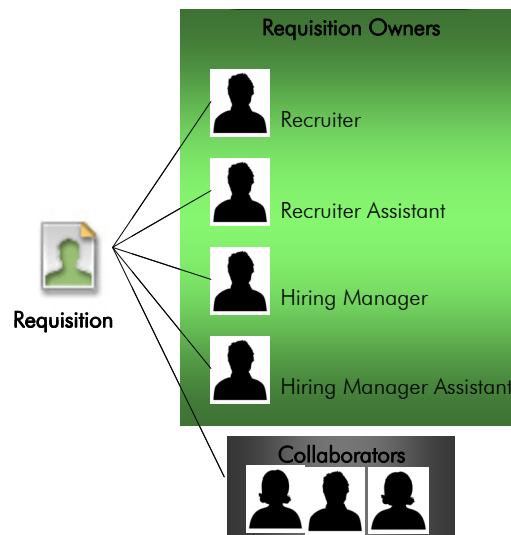 Requisition Owners
Recruiter
Recruiter Assistant
Requisition
Hiring Manager
Hiring Manager Assistant
Collaborators